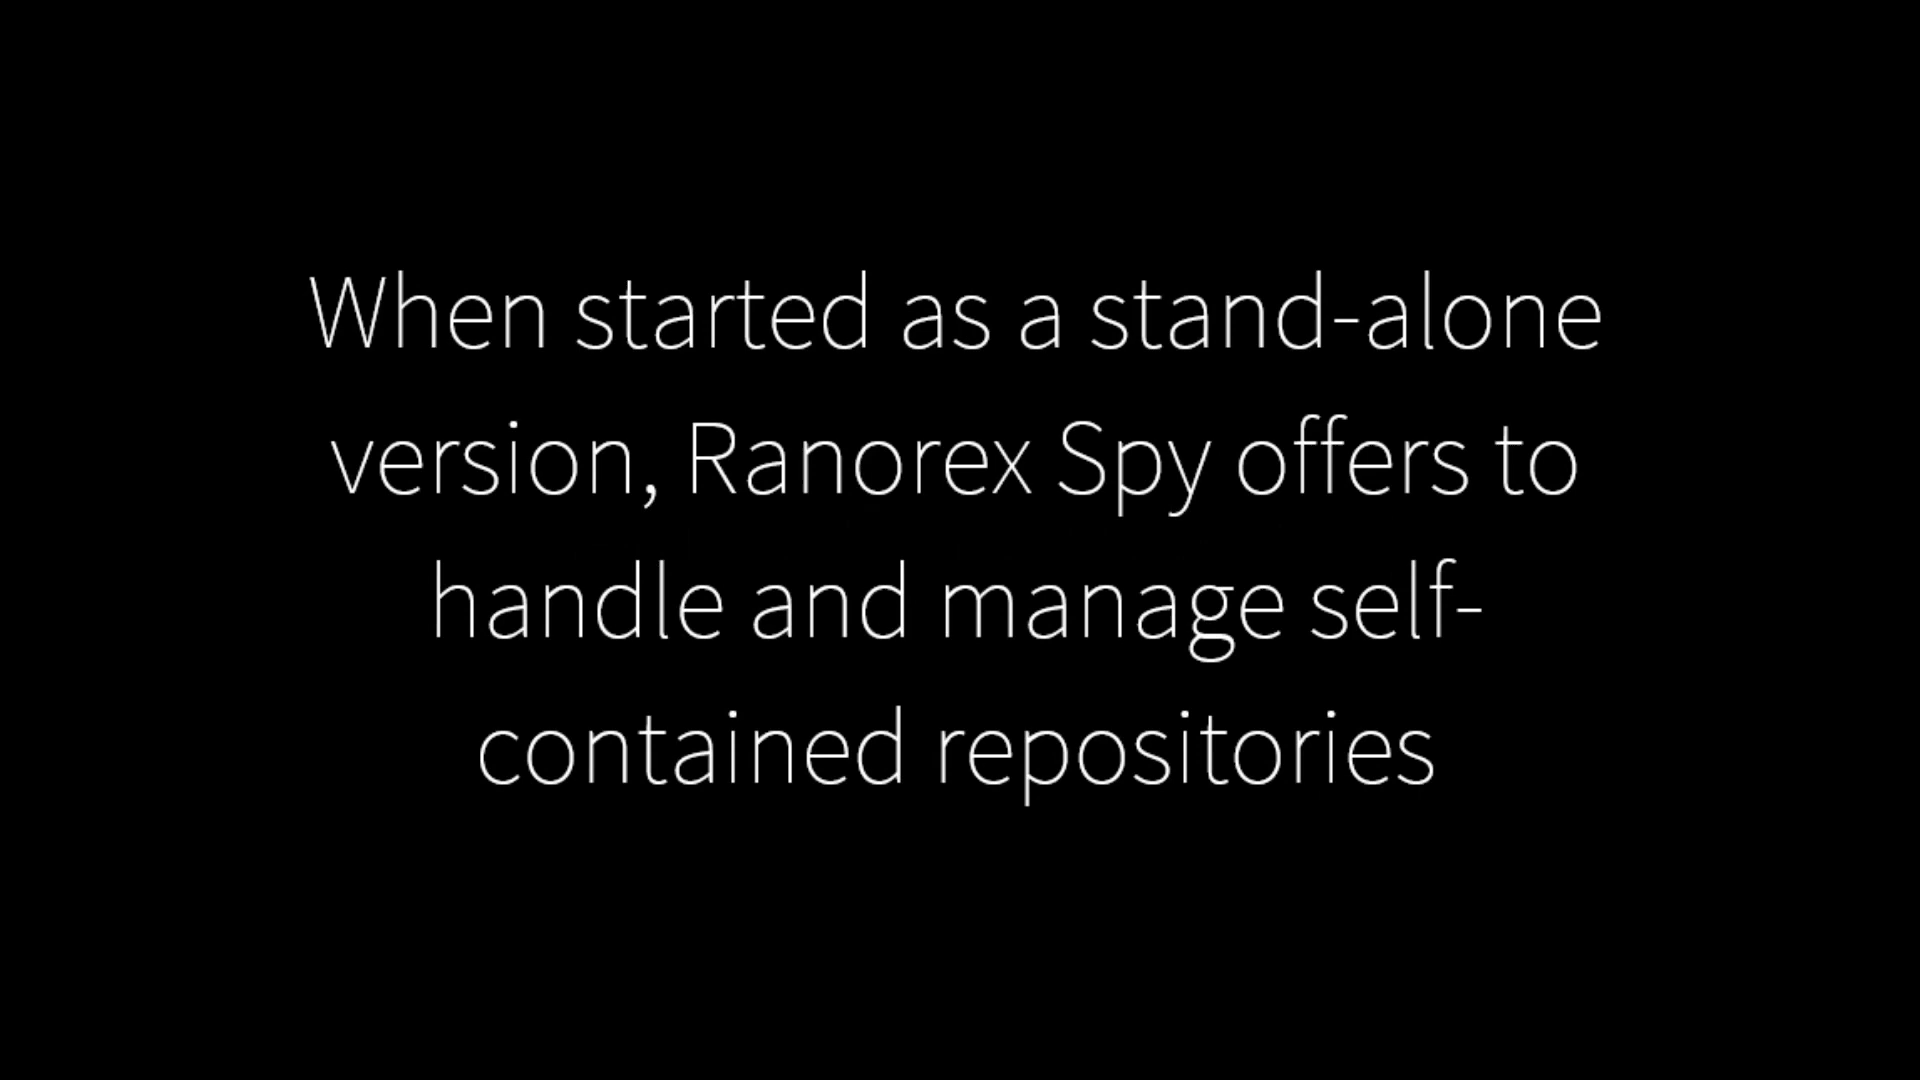 When started as a stand-alone
version, Ranorex Spy offers to
handle and manage self-
contained repositories